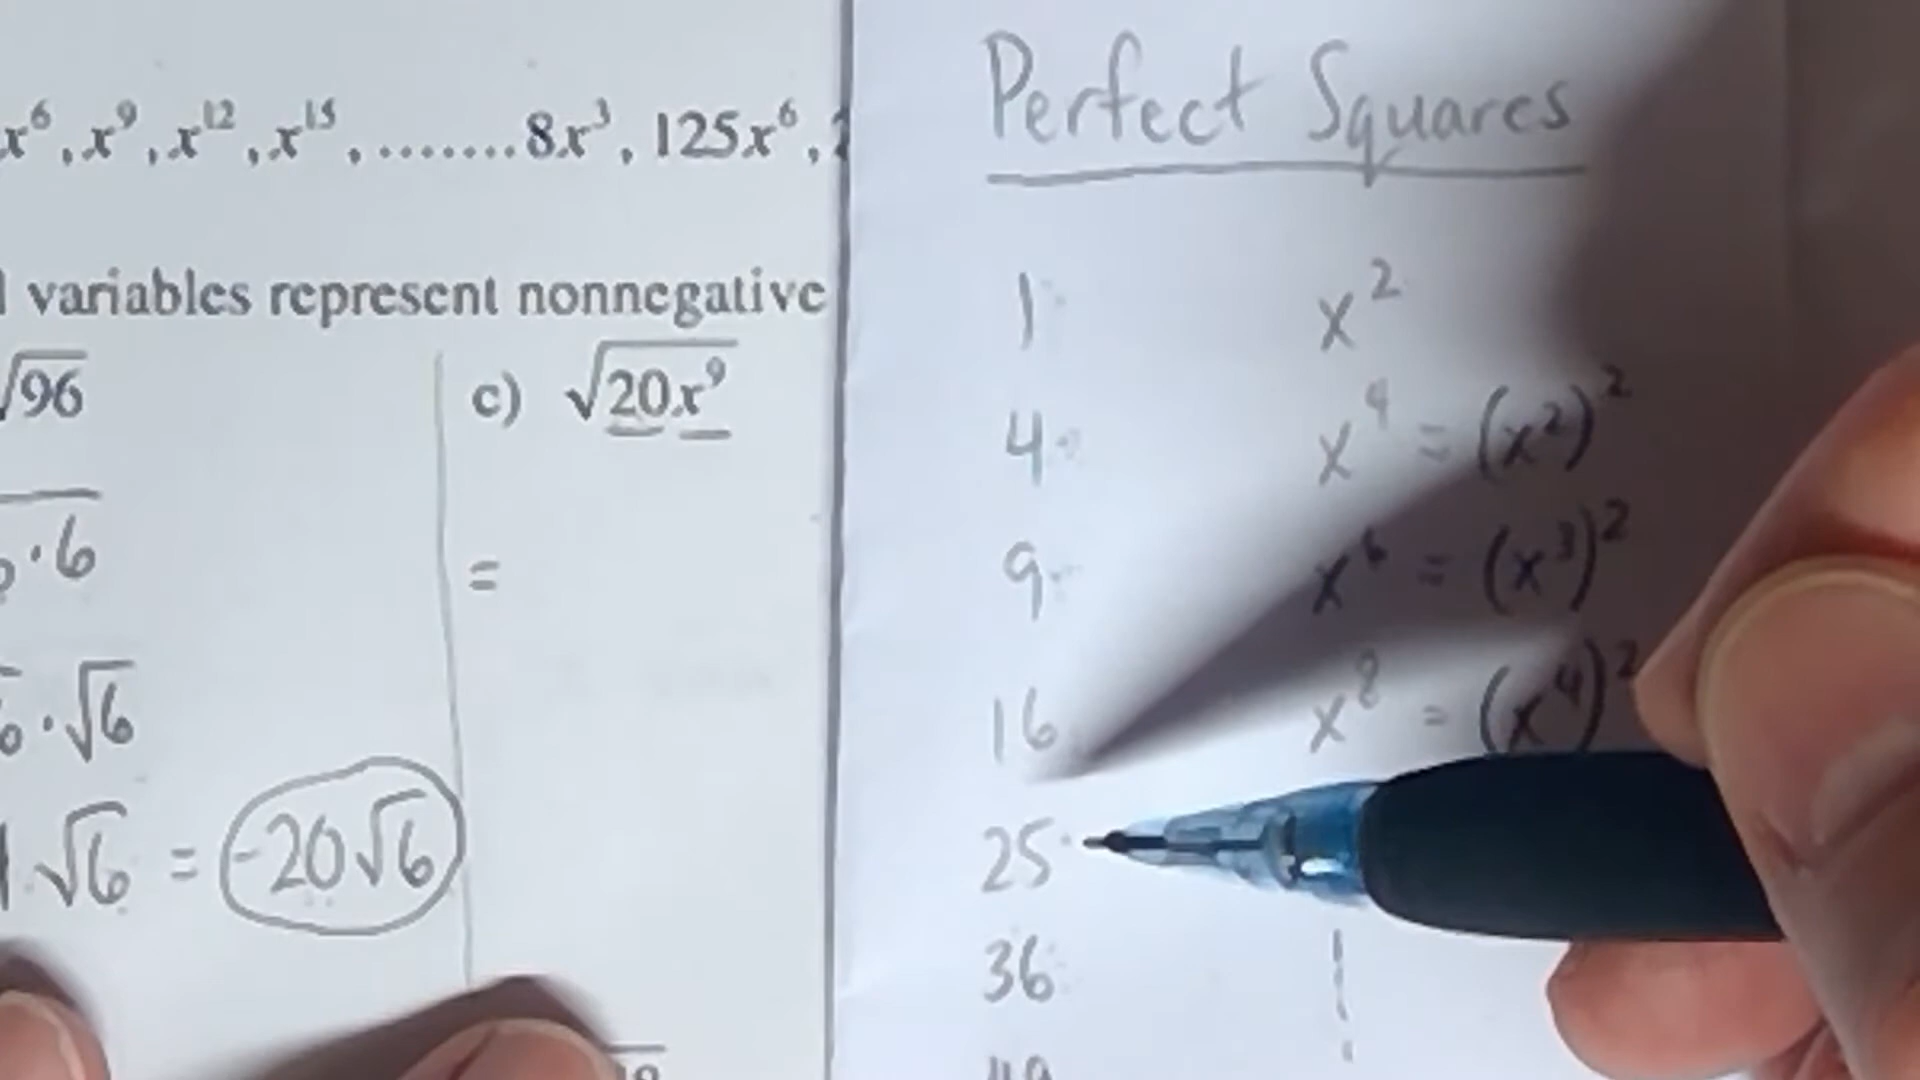 x⁶, x⁹, x¹², x¹⁵, ....... 8x³, 125x⁶,
variables represent nonnegative
√96
c) √20x⁹
· 6
=
· √6
√6 = -20√6
Perfect Squares
1 x²
4 x⁴ = (x²)²
9 x⁶ = (x³)²
16 x⁸ = (x⁴)²
25
36
49